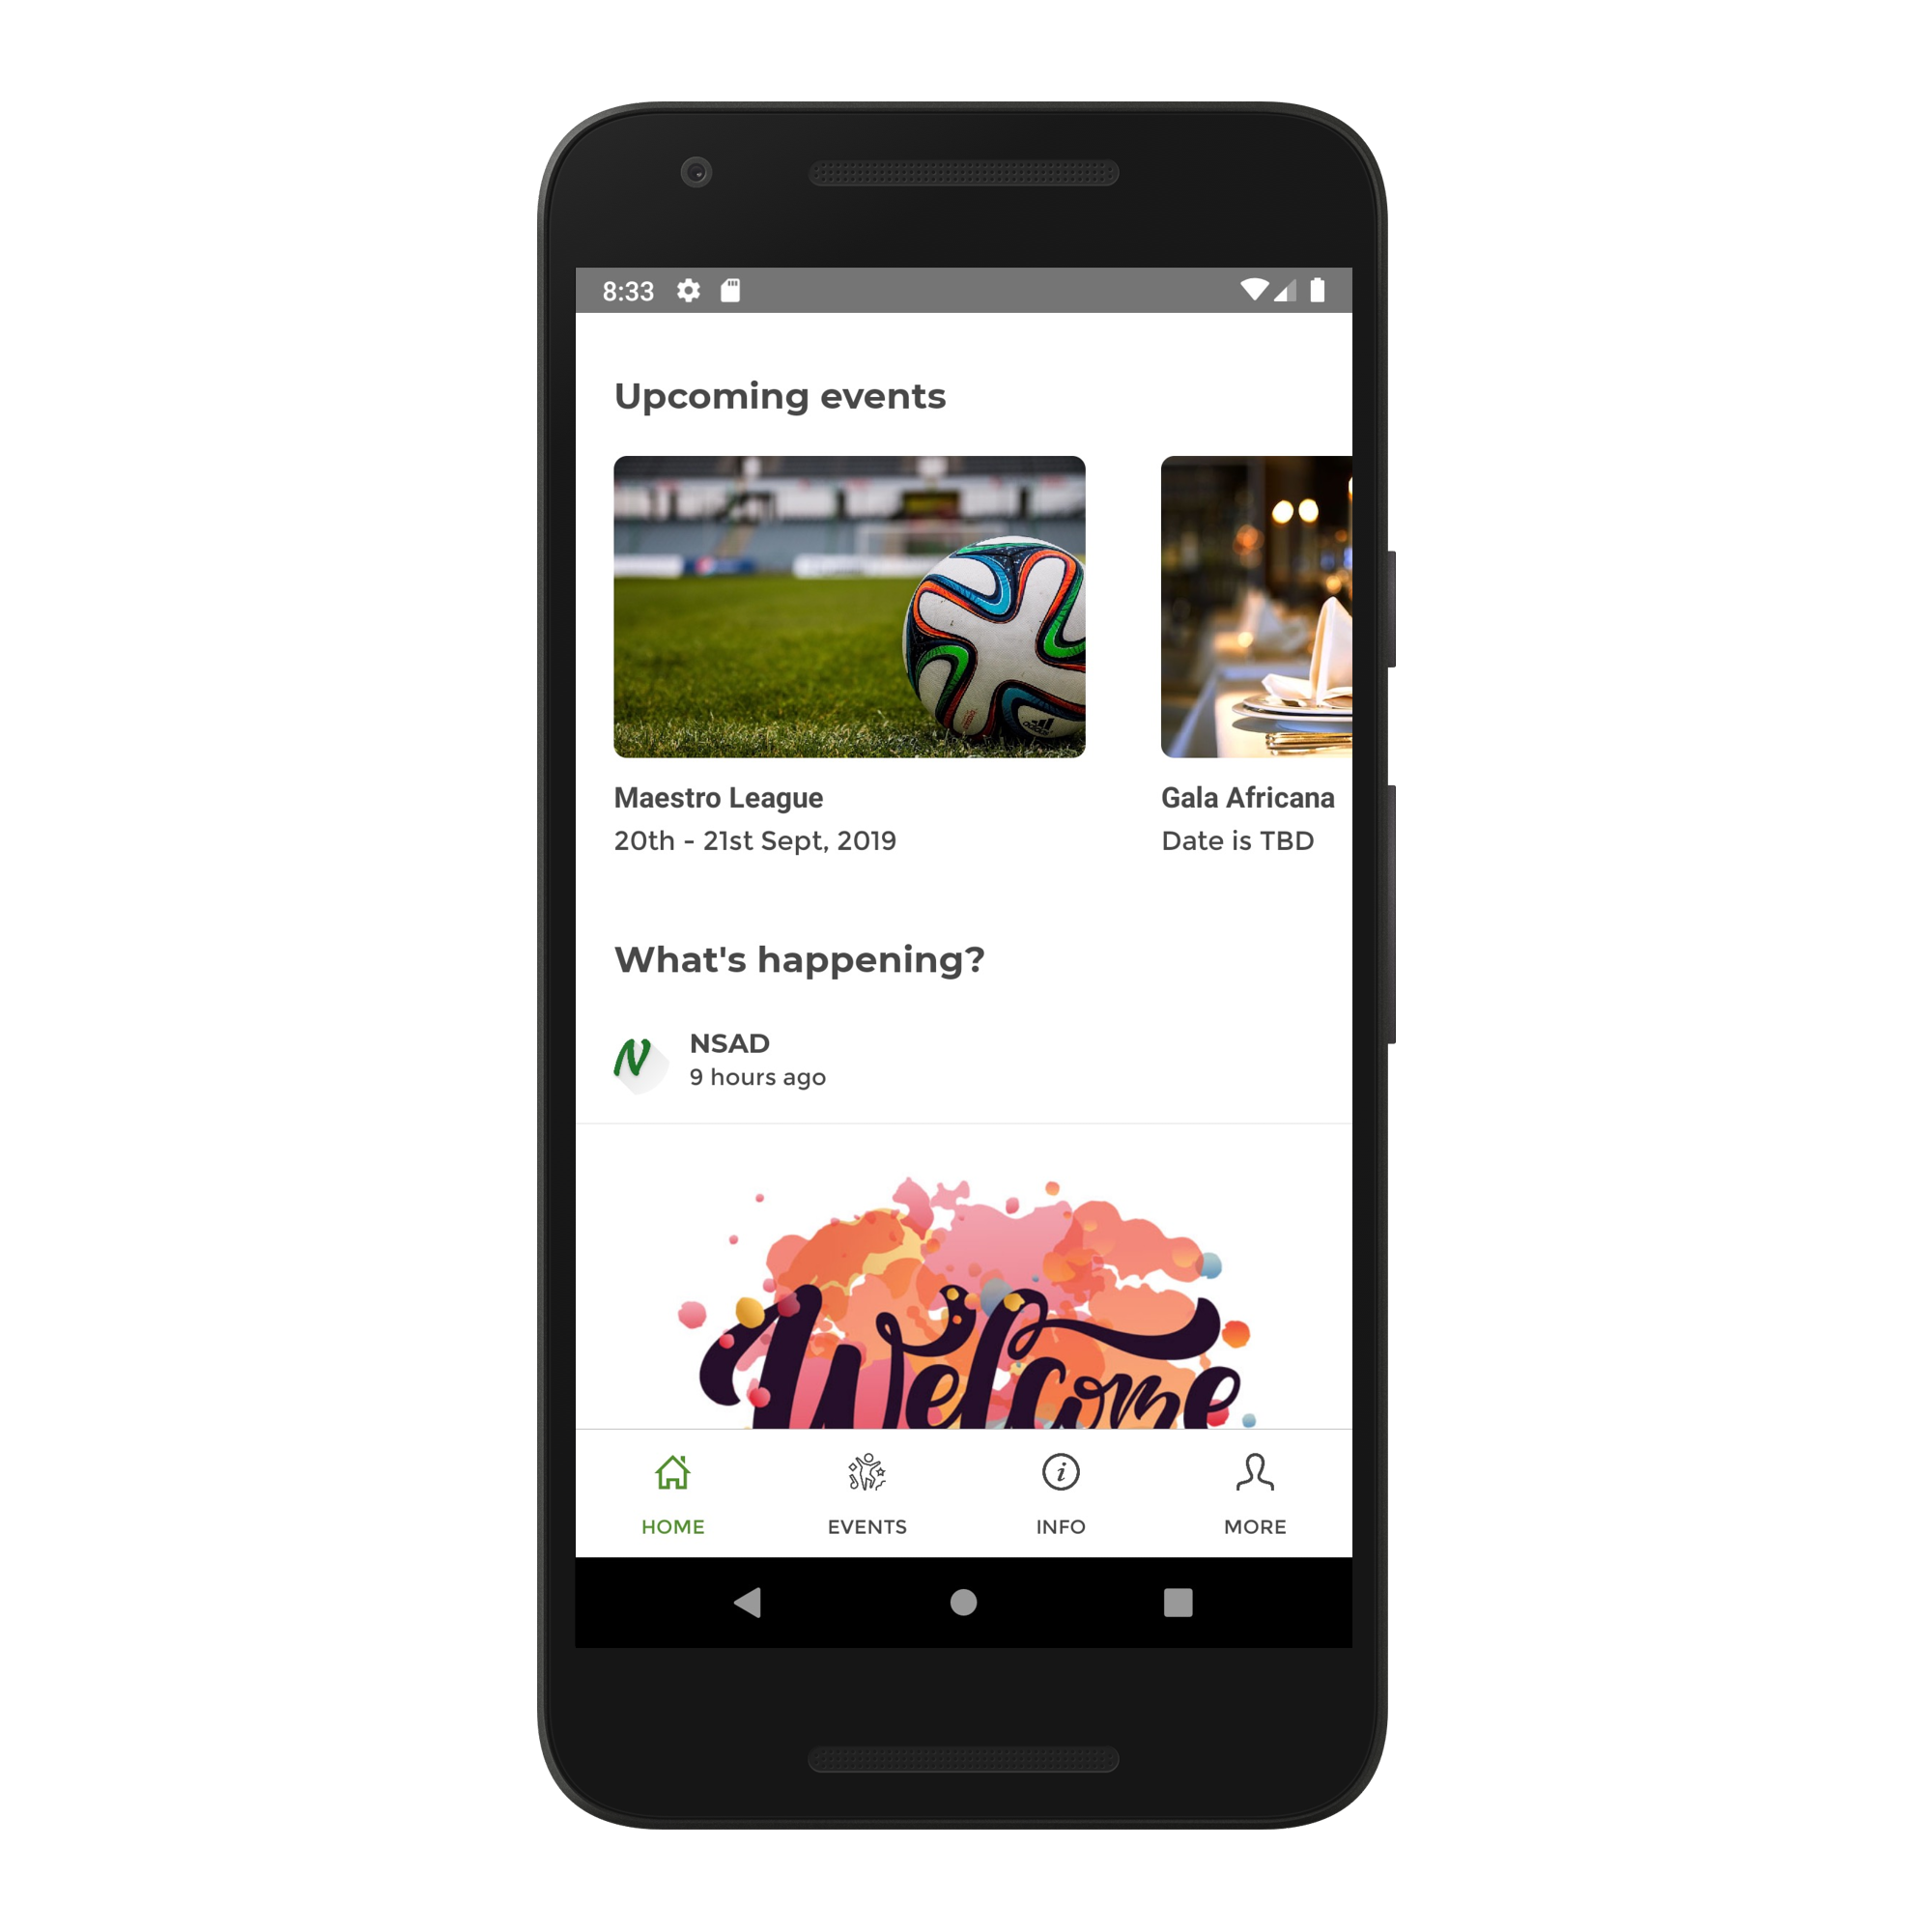 8:33
Upcoming events
Maestro League
20th - 21st Sept, 2019
Gala Africana
Date is TBD
What's happening?
N
NSAD
9 hours ago
Welcome
HOME
EVENTS
INFO
MORE